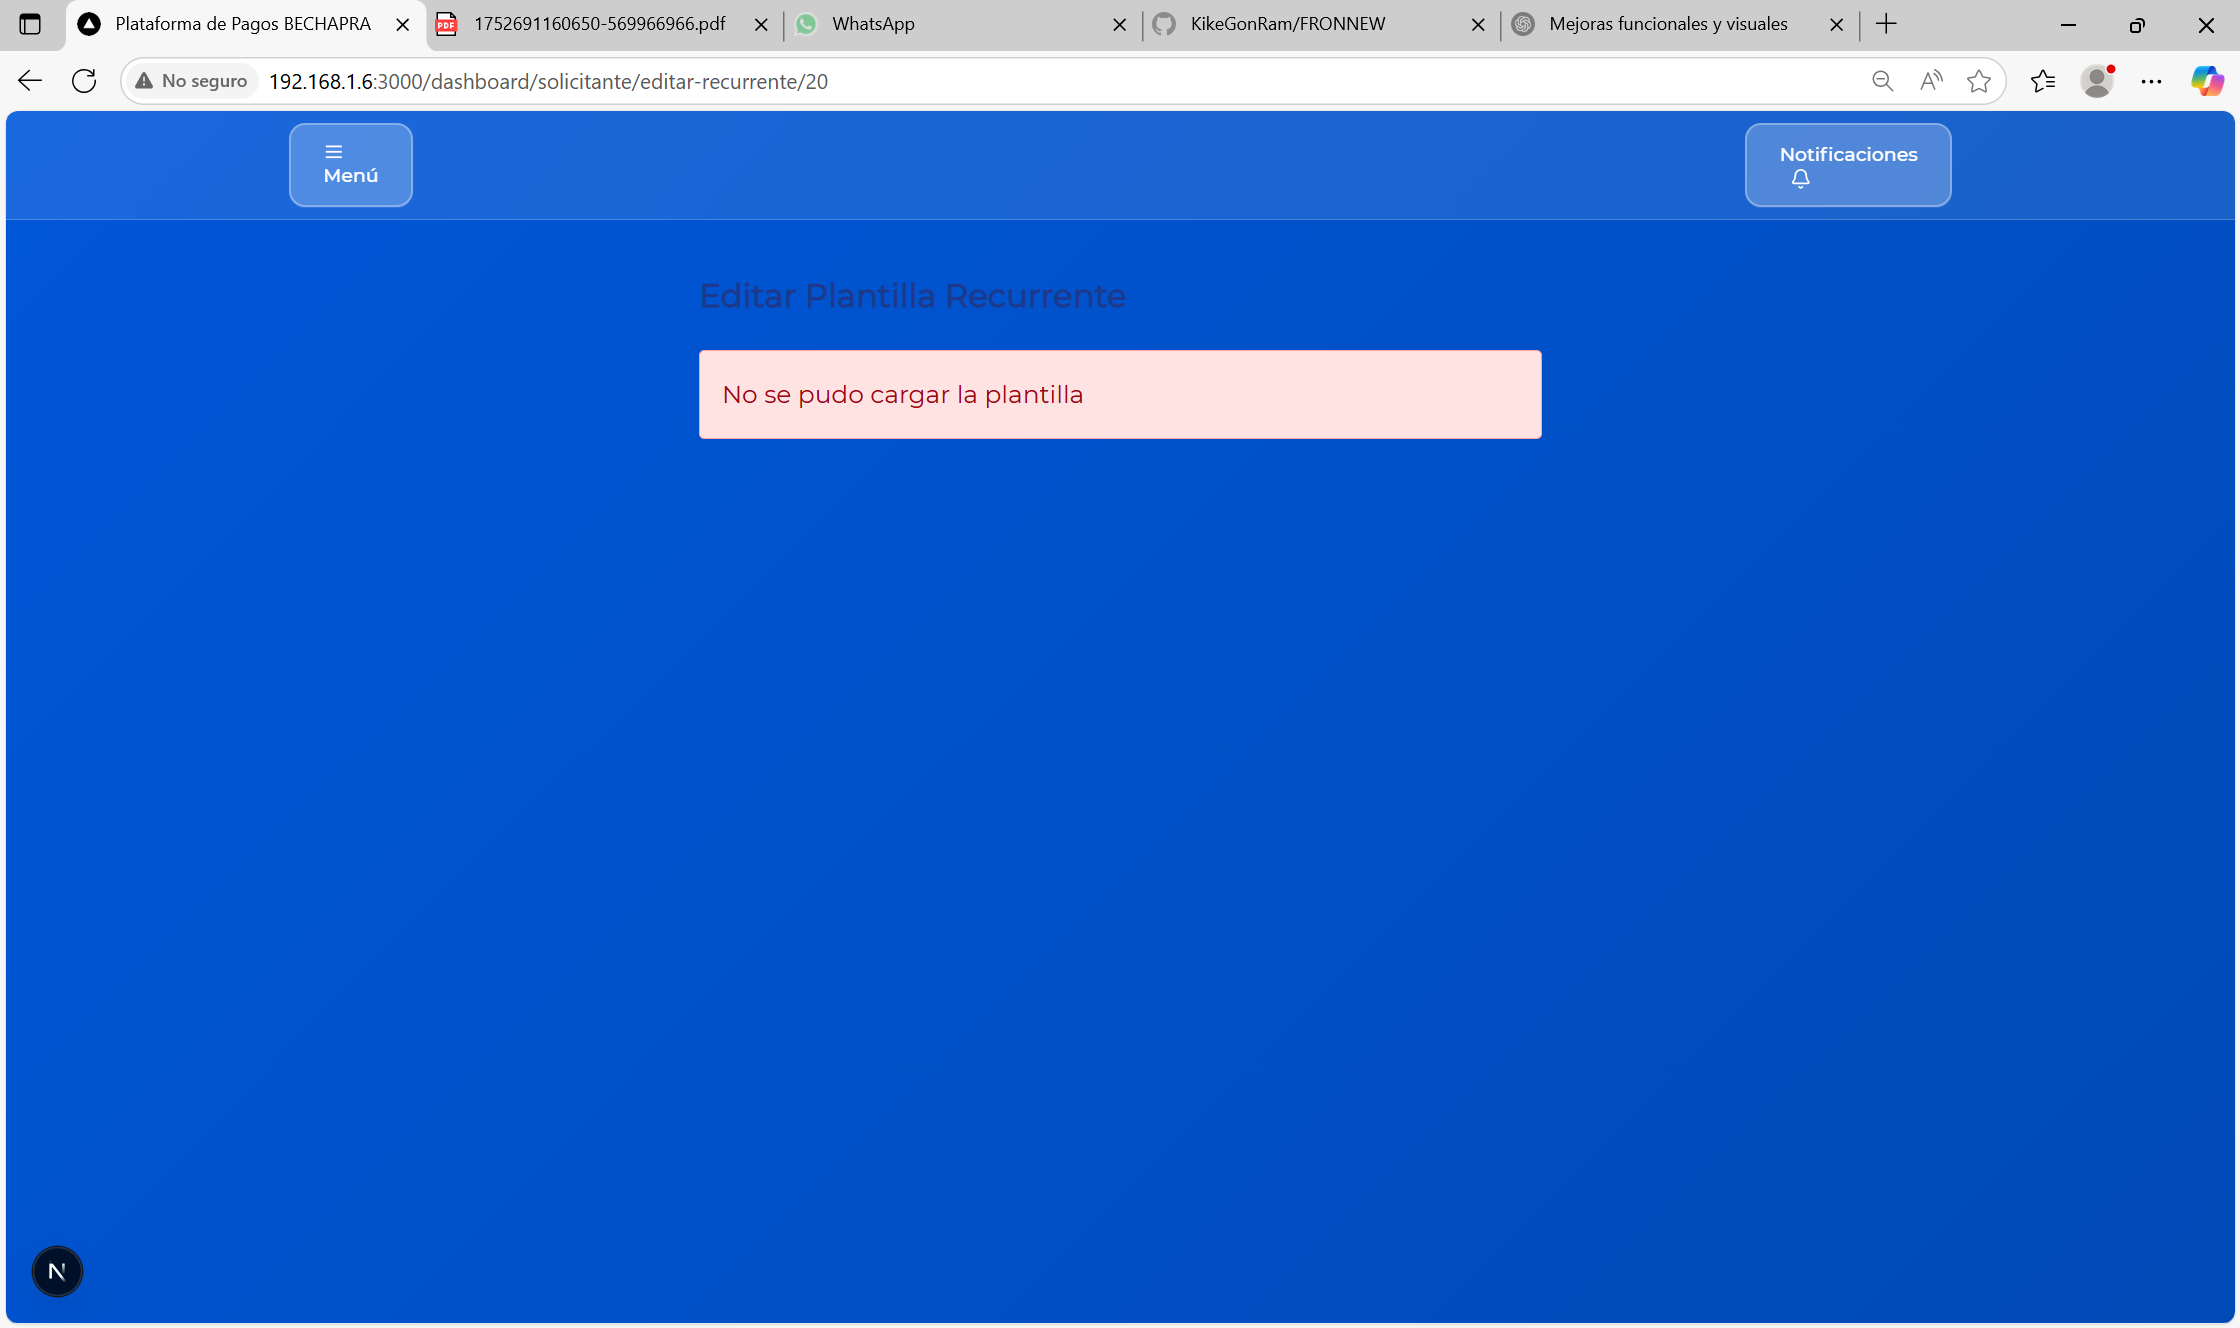 Plataforma de Pagos BECHAPRA
PDF
1752691160650-569966966.pdf
WhatsApp
KikeGonRam/FRONNEW
Mejoras funcionales y visuales
No seguro
192.168.1.6:3000/dashboard/solicitante/editar-recurrente/20
Menú
Notificaciones
Editar Plantilla Recurrente
No se pudo cargar la plantilla
N